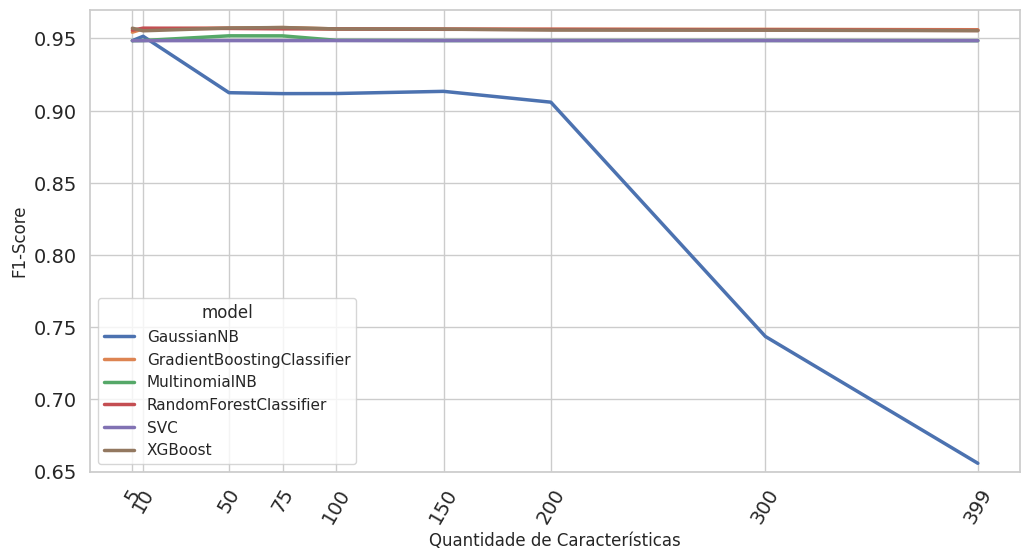 0.95
0.90
0.85
0.80
0.75
0.70
0.65
F1-Score
model
GaussianNB
GradientBoostingClassifier
MultinomialNB
RandomForestClassifier
SVC
XGBoost
5
10
50
75
100
150
200
300
399
Quantidade de Características